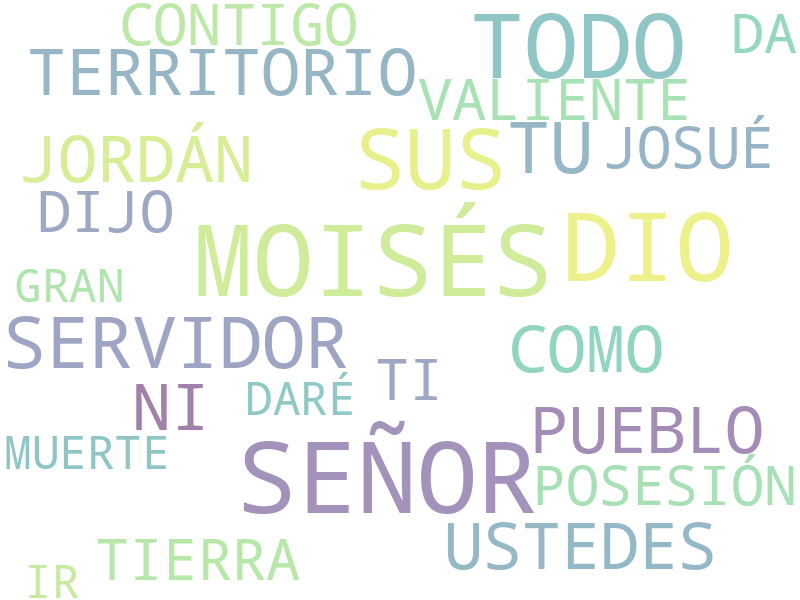 CONTIGO
TODO
DA
TERRITORIO
VALIENTE
JORDÁN
SUS
TU
JOSUÉ
DIJO
MOISÉS
DIO
GRAN
SERVIDOR
COMO
NI
DARÉ
TI
PUEBLO
MUERTE
SEÑOR
POSESIÓN
USTEDES
TIERRA
IR